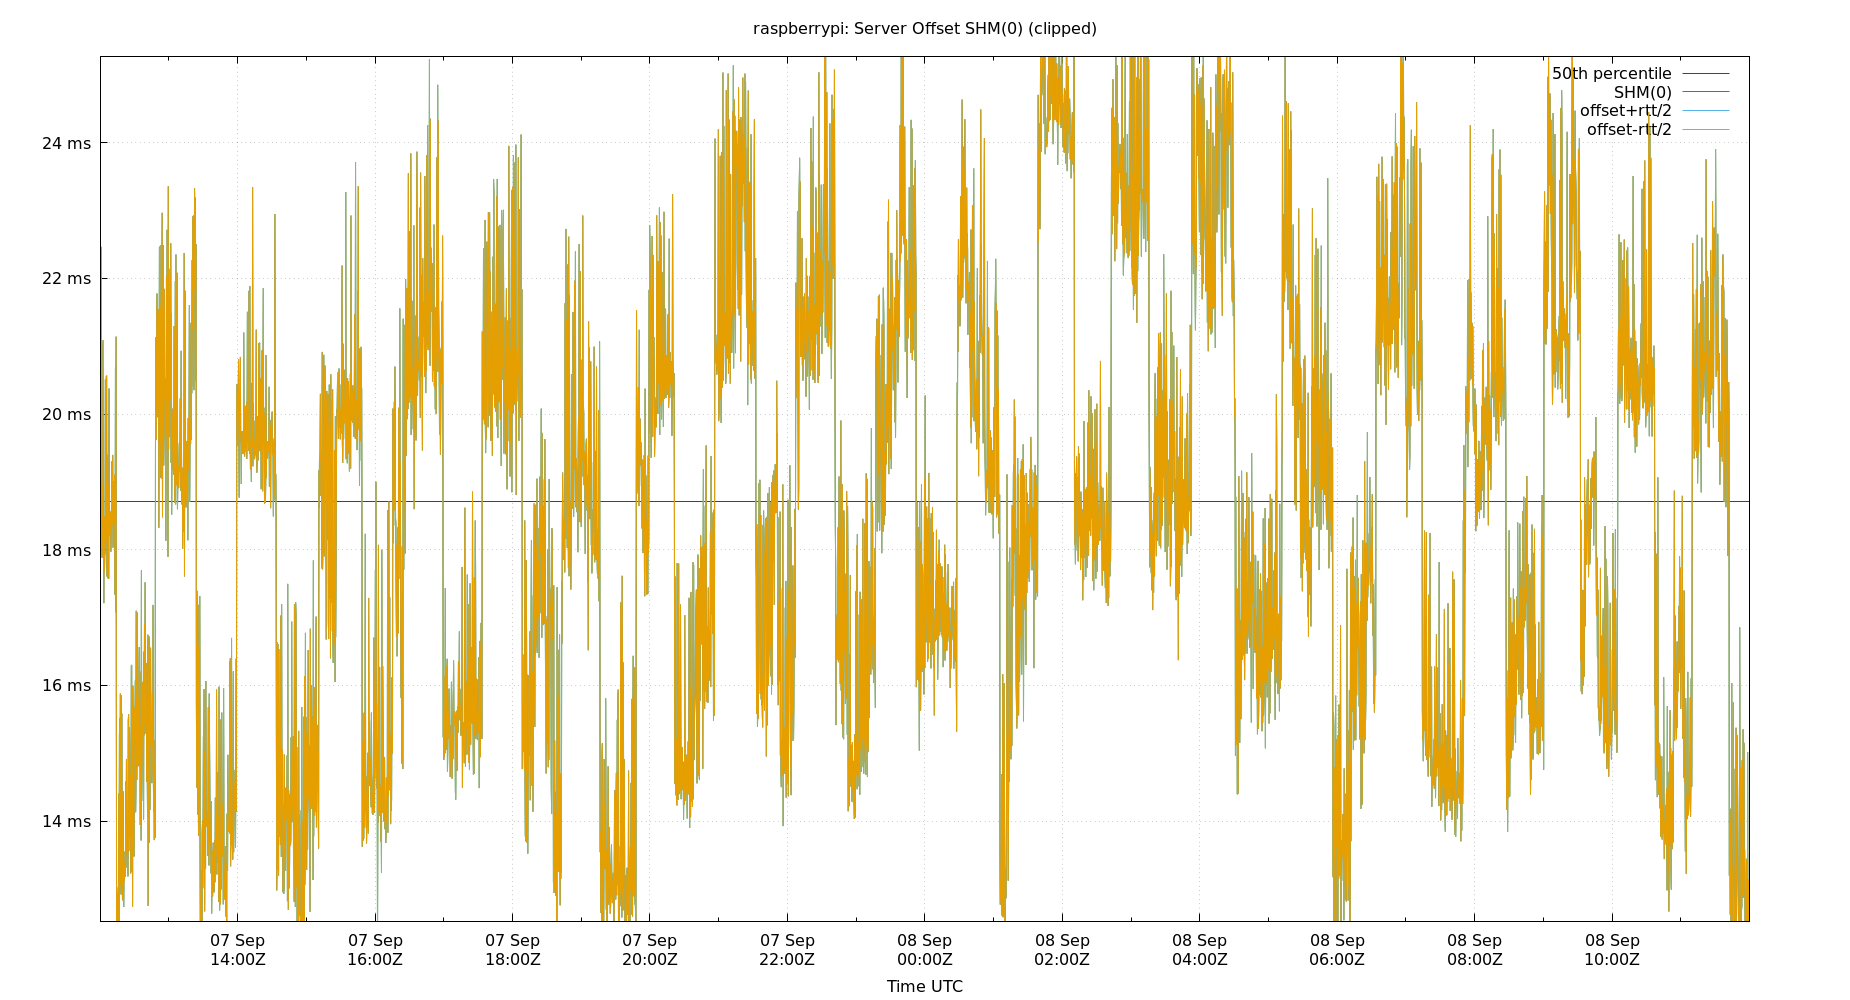 raspberrypi: Server Offset SHM(0) (clipped)
50th percentile
SHM(0)
offset+rtt/2
offset-rtt/2
24 ms
22 ms
20 ms
18 ms
16 ms
14 ms
07 Sep 07 Sep 07 Sep 07 Sep 07 Sep 08 Sep 08 Sep 08 Sep 08 Sep 08 Sep 08 Sep
14:00Z 16:00Z 18:00Z 20:00Z 22:00Z 00:00Z 02:00Z 04:00Z 06:00Z 08:00Z 10:00Z
Time UTC